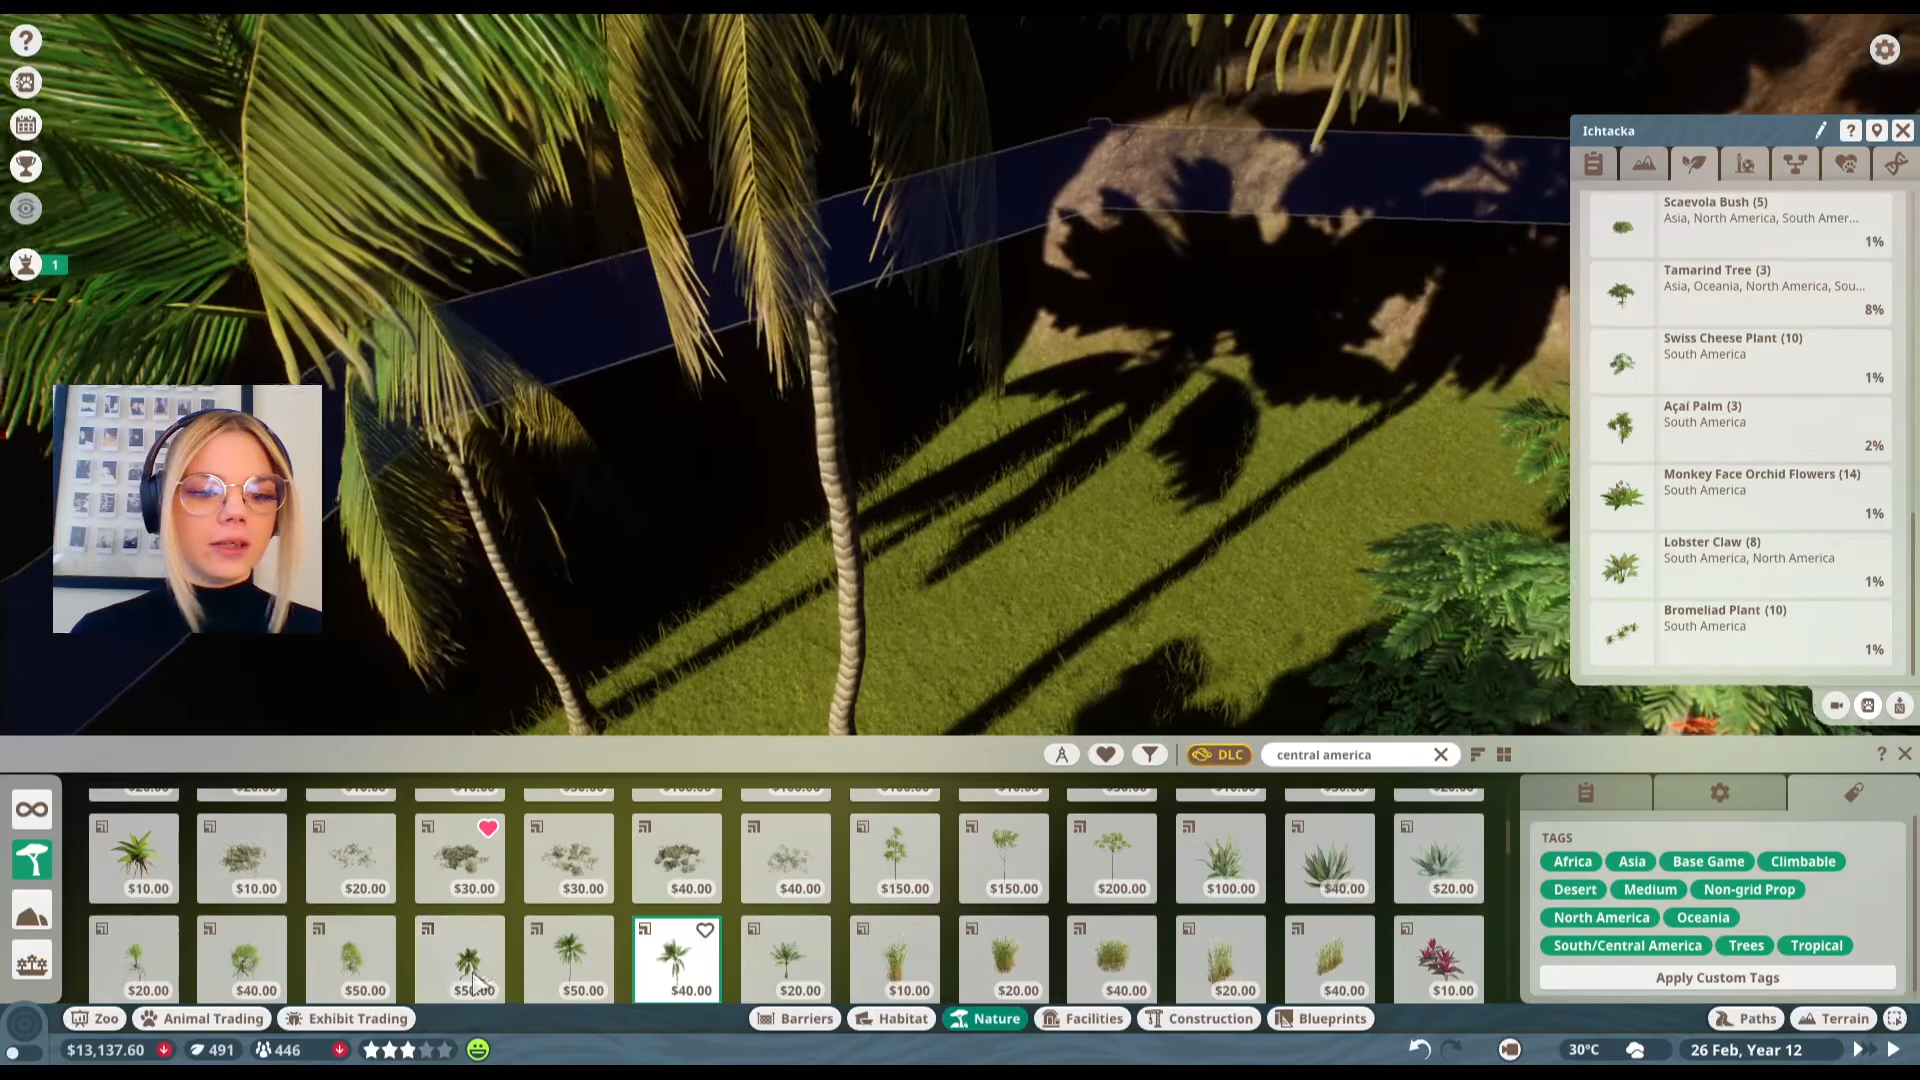 ?
1
Ichtacka
?
Scaevola Bush (5)
Asia, North America, South Amer...
1%
Tamarind Tree (3)
Asia, Oceania, North America, Sou...
8%
Swiss Cheese Plant (10)
South America
1%
Açaí Palm (3)
South America
2%
Monkey Face Orchid Flowers (14)
South America
1%
Lobster Claw (8)
South America, North America
1%
Bromeliad Plant (10)
South America
1%
DLC
central america
?
$10.00 $10.00 $20.00 $30.00 $30.00 $40.00 $40.00 $150.00 $150.00 $200.00 $100.00 $40.00 $20.00
$20.00 $40.00 $50.00 $50.00 $50.00 $40.00 $20.00 $10.00 $20.00 $40.00 $20.00 $40.00 $10.00
TAGS
Africa Asia Base Game Climbable
Desert Medium Non-grid Prop
North America Oceania
South/Central America Trees Tropical
Apply Custom Tags
Zoo Animal Trading Exhibit Trading Barriers Habitat Nature Facilities Construction Blueprints Paths Terrain
$13,137.60 491 446 30°C 26 Feb, Year 12